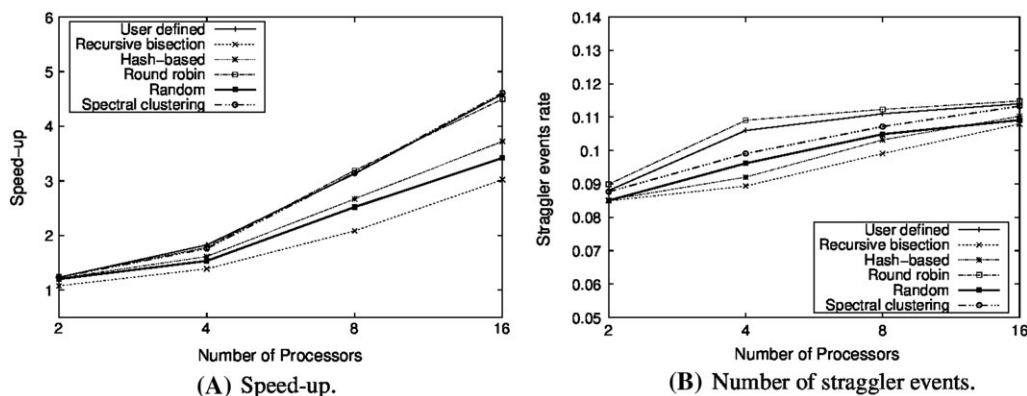 6
5
4
3
2
1
Speed-up
User defined
Recursive bisection
Hash-based
Round robin
Random
Spectral clustering
2 4 8 16
Number of Processors
(A) Speed-up.
0.14
0.13
0.12
0.11
0.1
0.09
0.08
0.07
0.06
0.05
Straggler events rate
User defined
Recursive bisection
Hash-based
Round robin
Random
Spectral clustering
2 4 8 16
Number of Processors
(B) Number of straggler events.